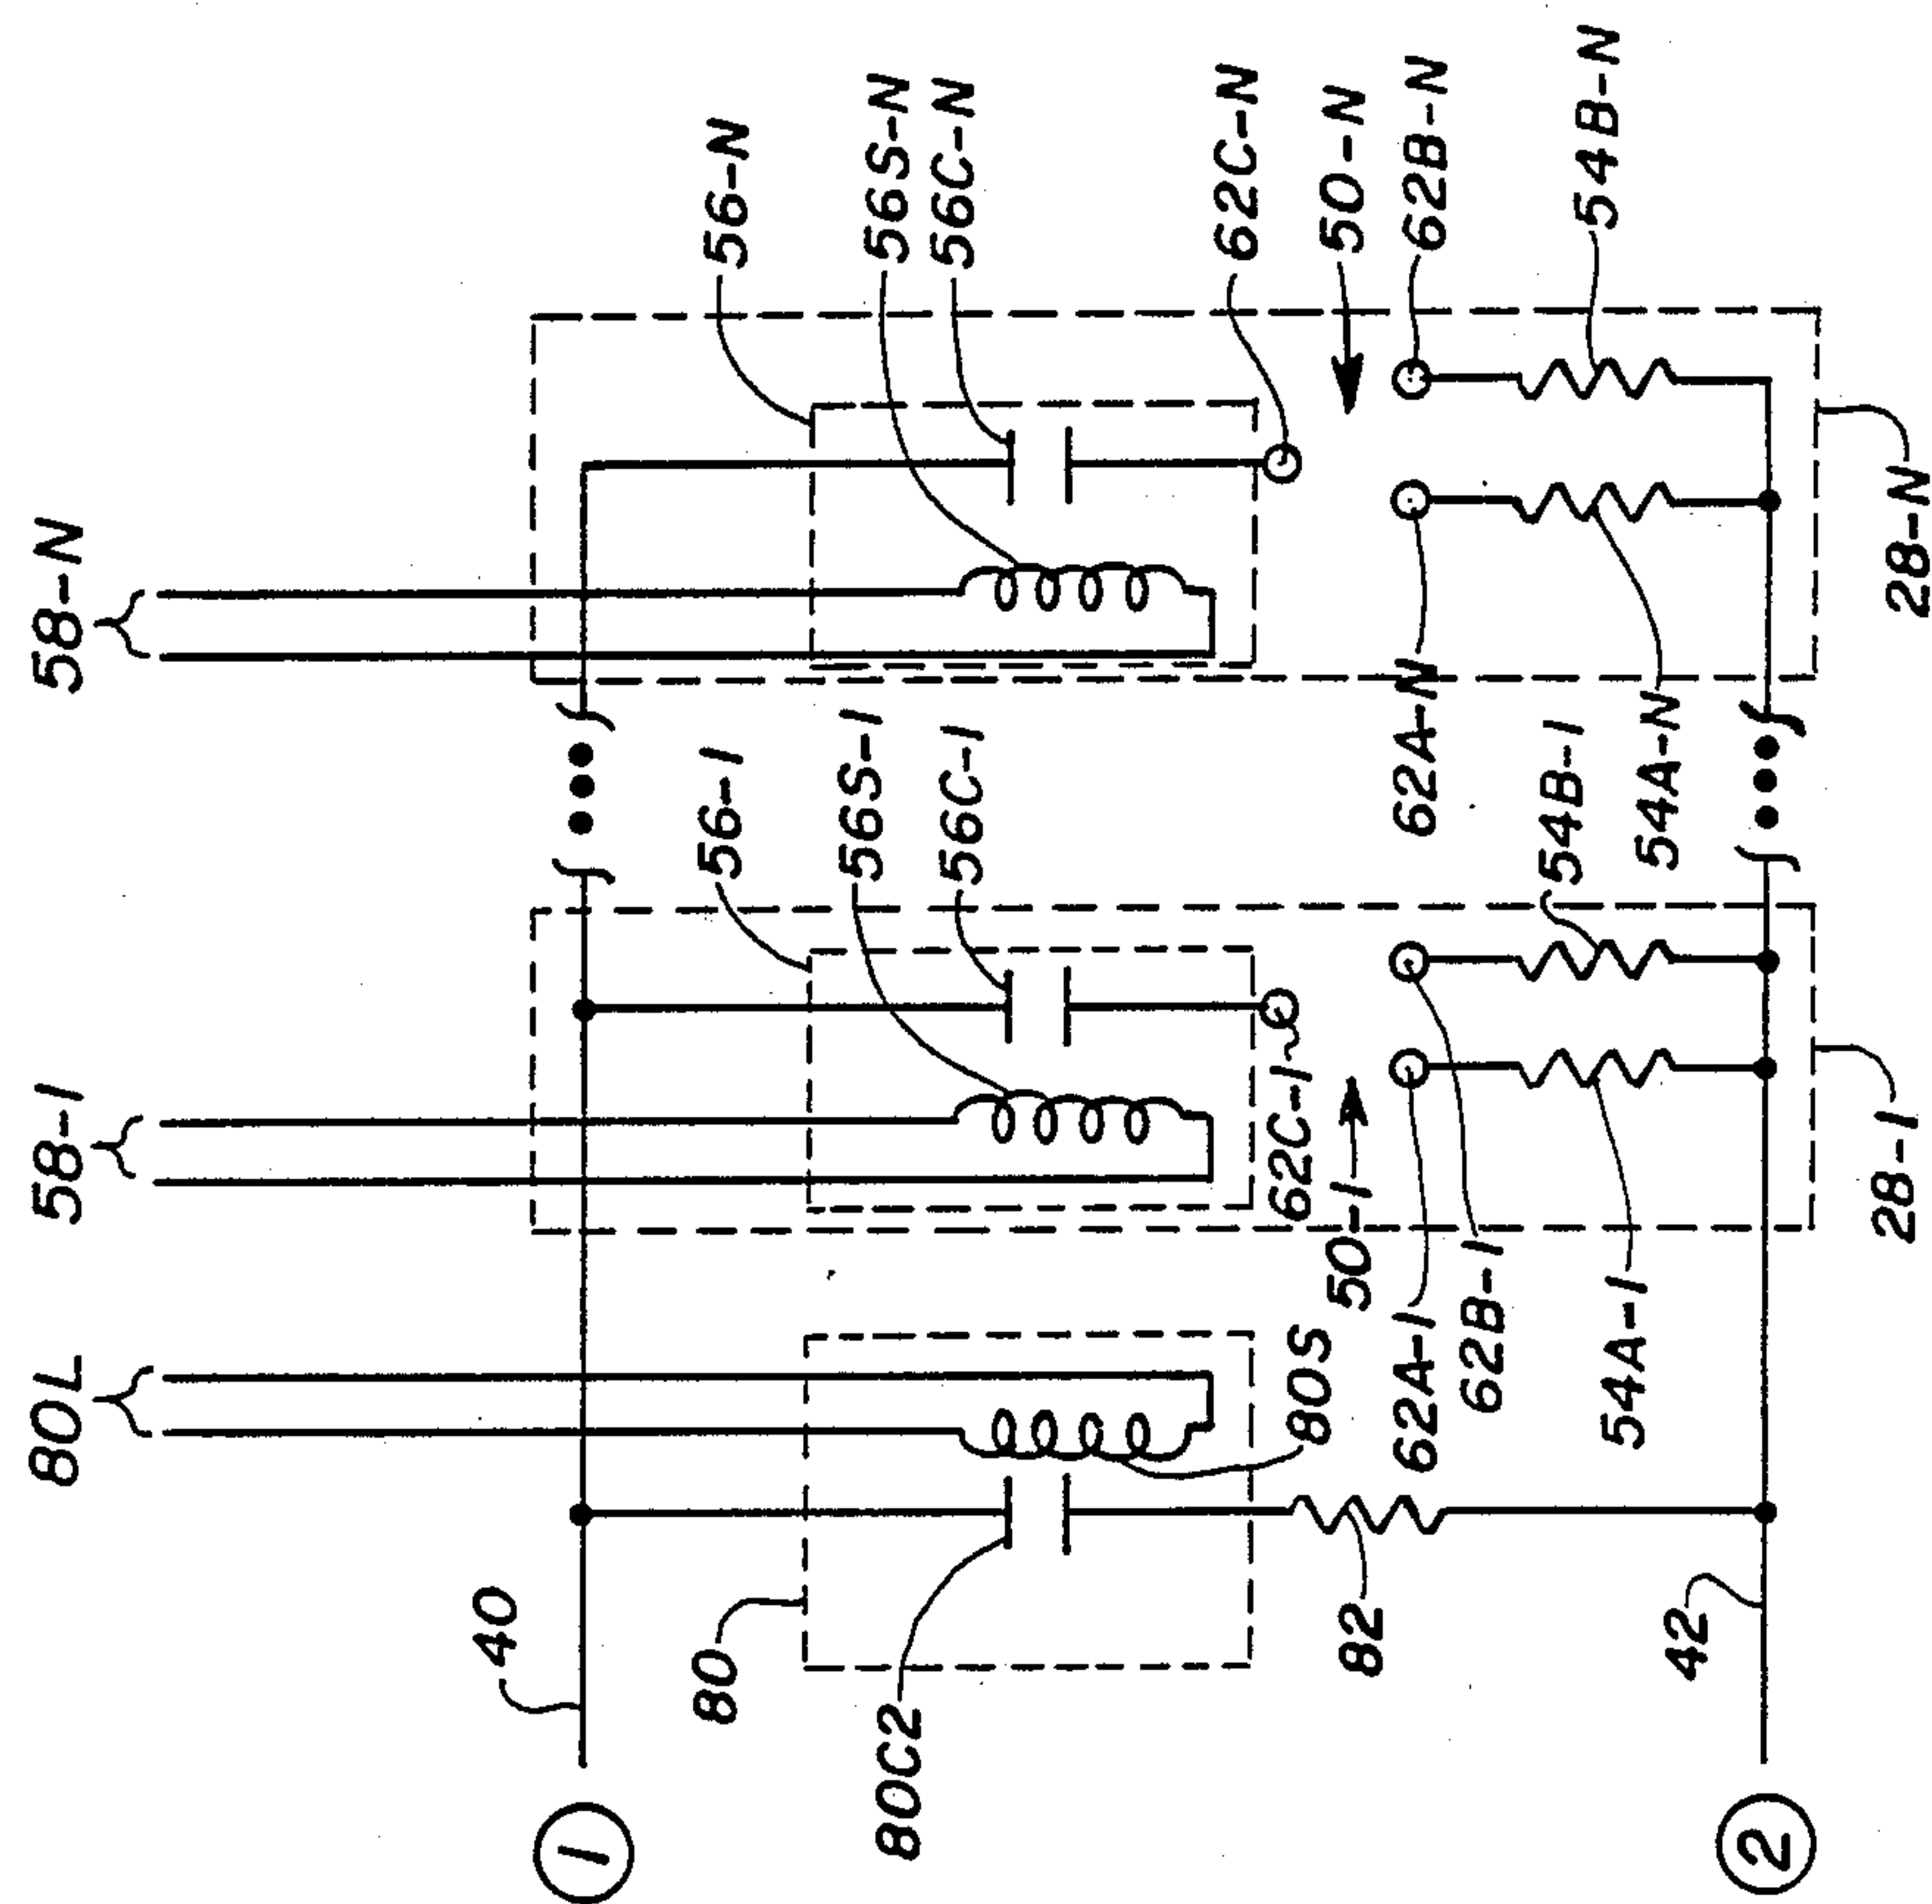 80L
58-1
58-N
40
80
80C2
80S
82
42
1
2
56-1
56S-1
56C-1
62C-1
50-1
62A-1
62B-1
54A-1
54B-1
28-1
56-N
56S-N
56C-N
62C-N
50-N
62B-N
54B-N
62A-N
54A-N
28-N